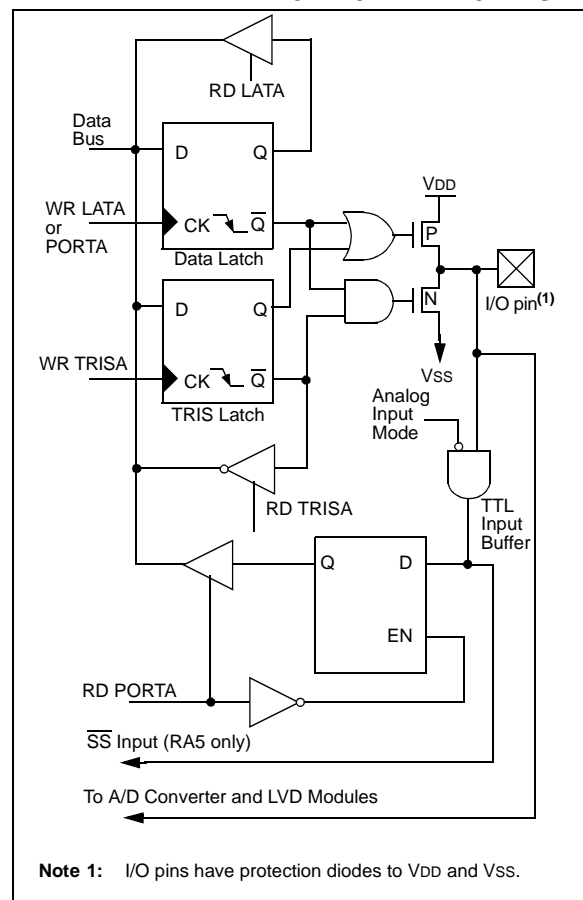 RD LATA
Data
Bus
D Q
WR LATA
or
PORTA
CK Q
Data Latch
VDD
P
D Q
N
I/O pin(1)
WR TRISA
CK Q
TRIS Latch
VSS
Analog
Input
Mode
RD TRISA
TTL
Input
Buffer
Q D
EN
RD PORTA
SS Input (RA5 only)
To A/D Converter and LVD Modules
Note 1: I/O pins have protection diodes to VDD and VSS.